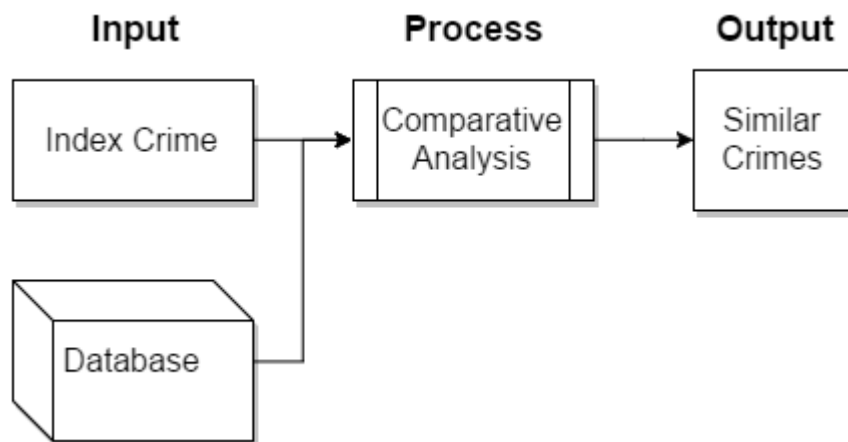 Input
Process
Output
Index Crime
Comparative
Analysis
Similar
Crimes
Database